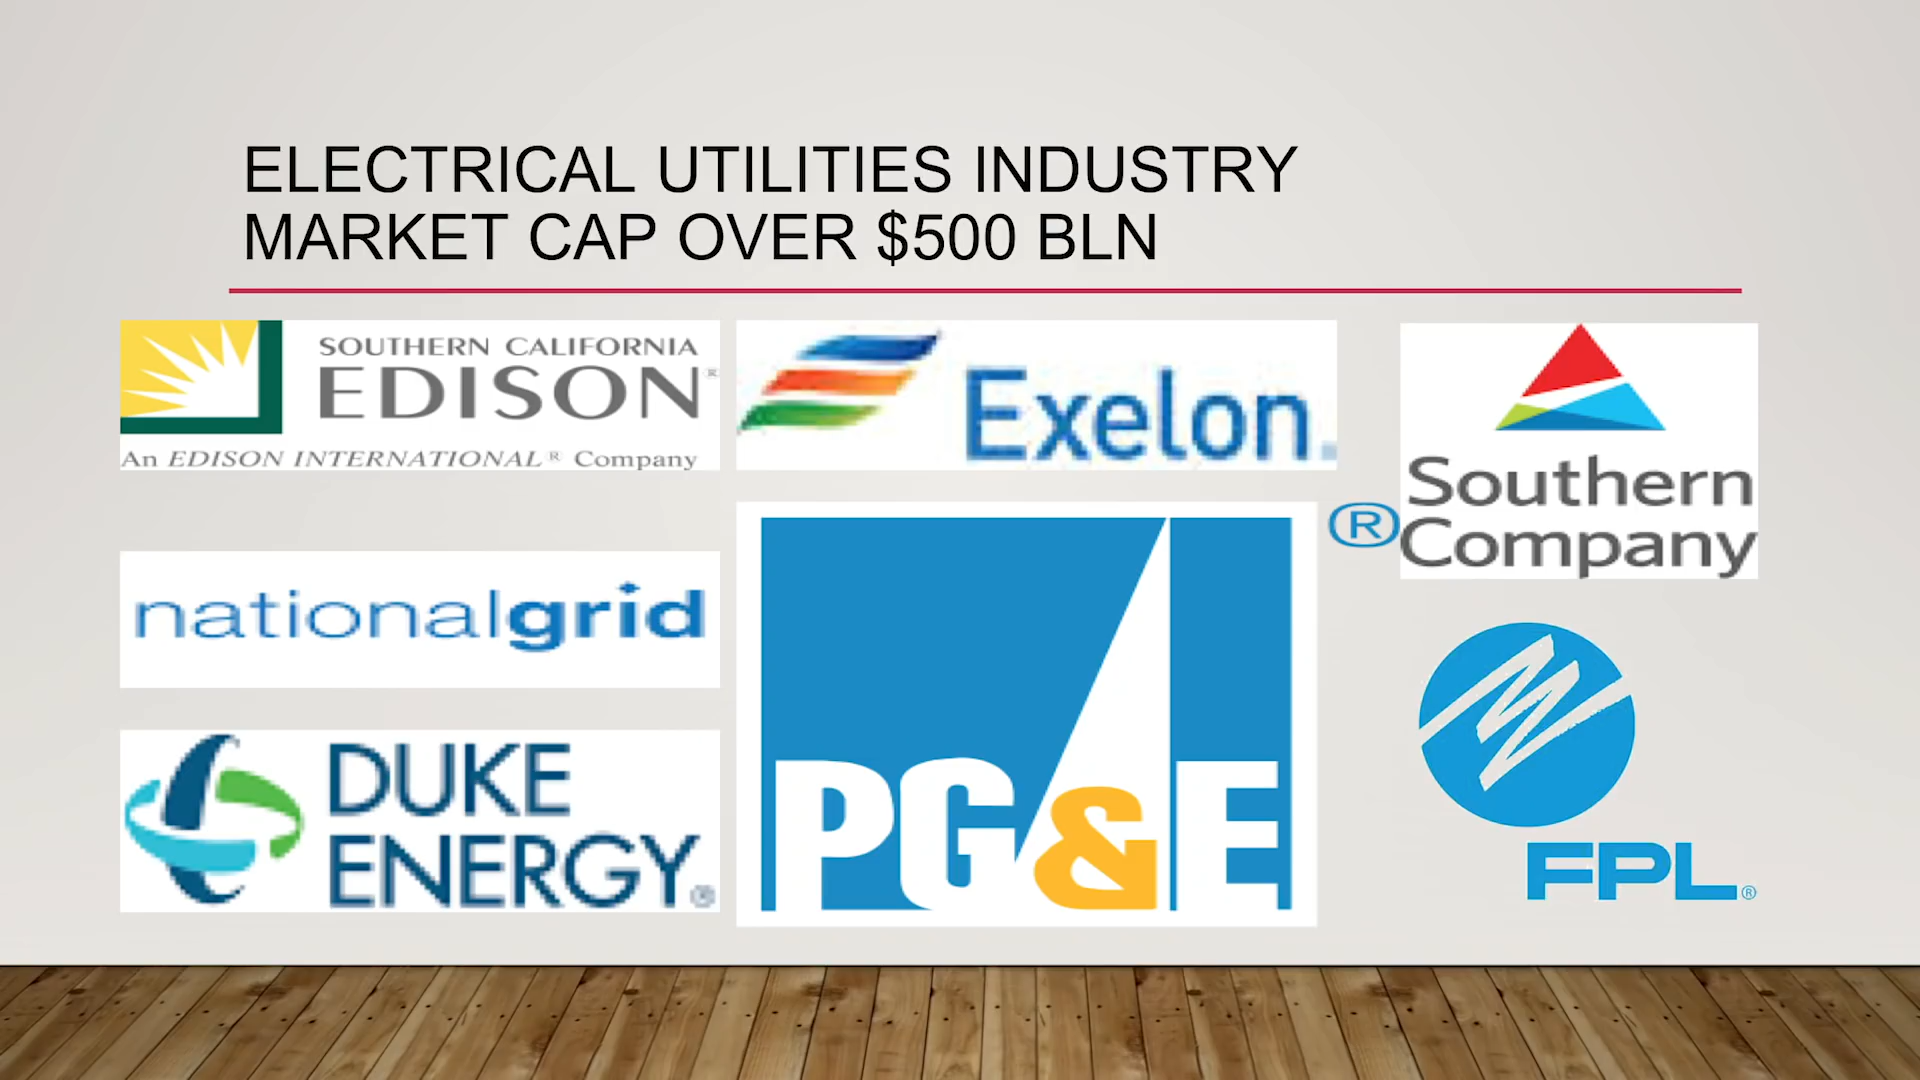 ELECTRICAL UTILITIES INDUSTRY
MARKET CAP OVER $500 BLN
SOUTHERN CALIFORNIA
EDISON®
An EDISON INTERNATIONAL® Company
Exelon.
Southern
Company
nationalgrid
PG&E®
DUKE
ENERGY®
FPL®